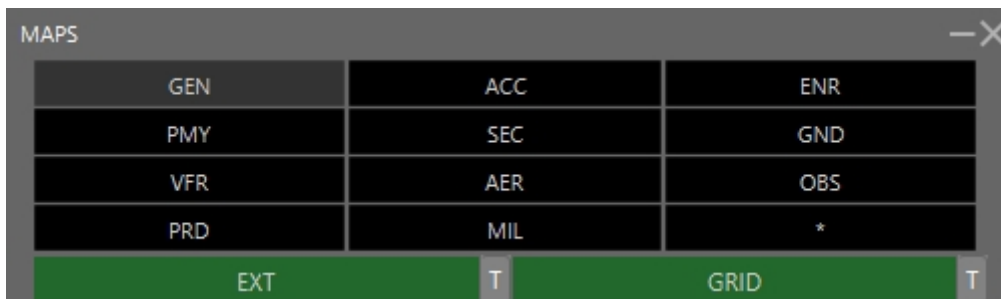 MAPS
GEN ACC ENR
PMY SEC GND
VFR AER OBS
PRD MIL *
EXT T GRID T